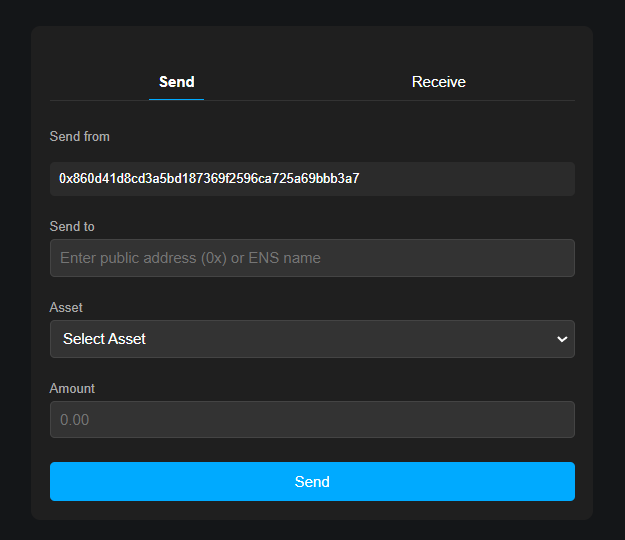 Send Receive
Send from
0x860d41d8cd3a5bd187369f2596ca725a69bbb3a7
Send to
Enter public address (0x) or ENS name
Asset
Select Asset
Amount
0.00
Send